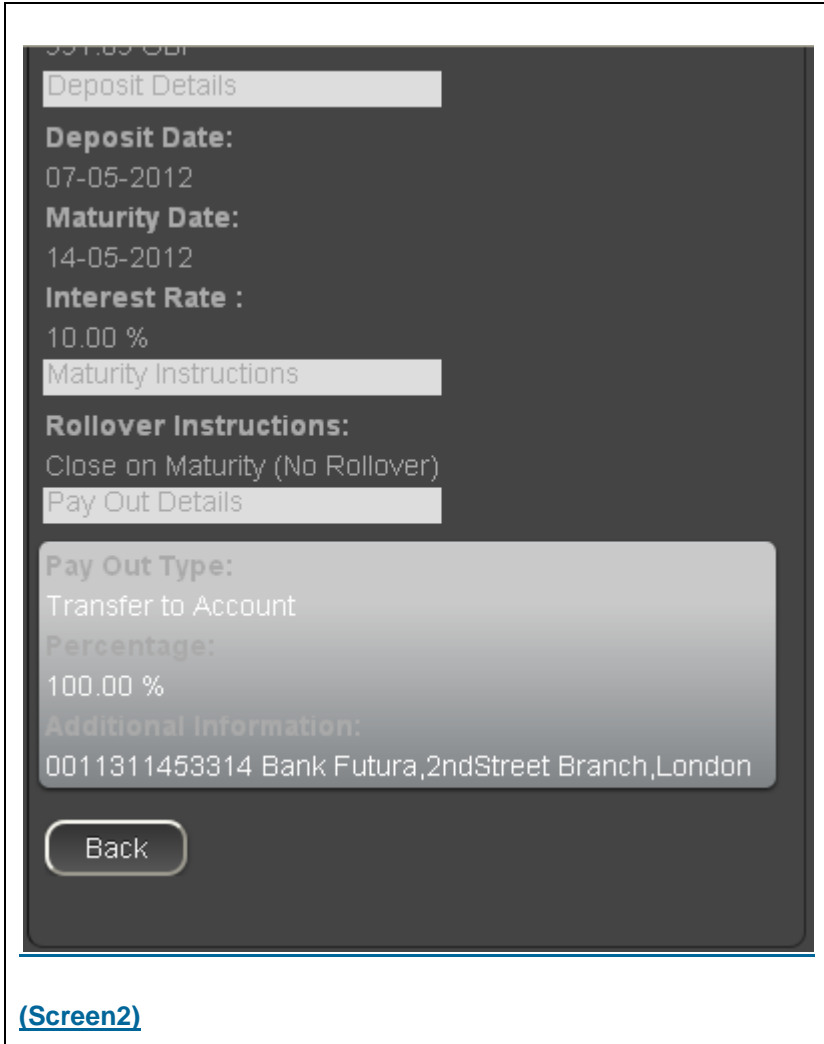 Deposit Details
Deposit Date:
07-05-2012
Maturity Date:
14-05-2012
Interest Rate :
10.00 %
Maturity Instructions
Rollover Instructions:
Close on Maturity (No Rollover)
Pay Out Details
Pay Out Type:
Transfer to Account
Percentage:
100.00 %
Additional Information:
0011311453314 Bank Futura,2ndStreet Branch,London
Back
(Screen2)